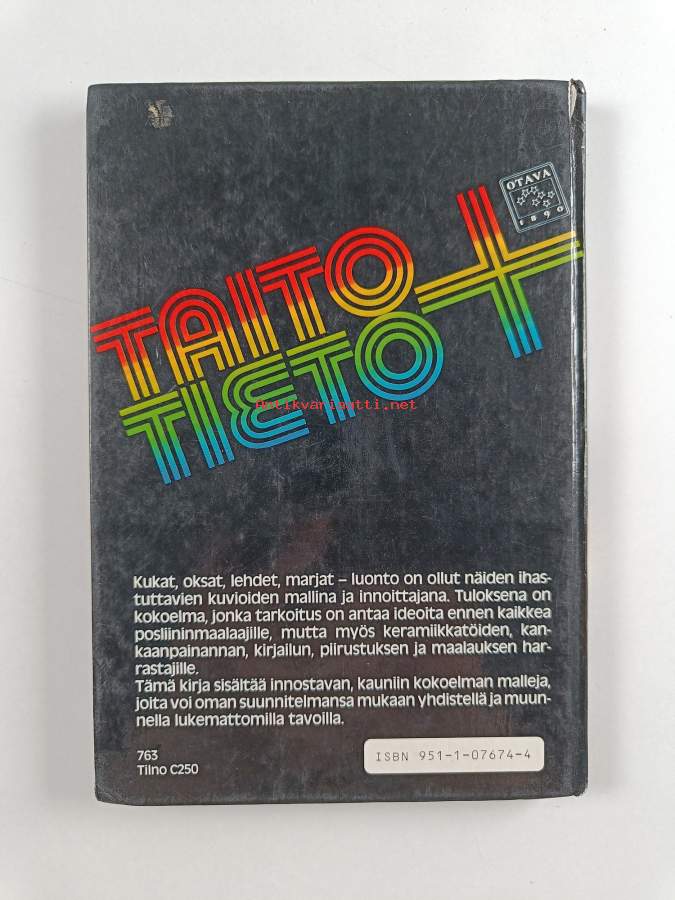 OTAVA
1890
TAITO
TIETO
+
Antikvariaatti.net
Kukat, oksat, lehdet, marjat – luonto on ollut näiden ihas-
tuttavien kuvioiden mallina ja innoittajana. Tuloksena on
kokoelma, jonka tarkoitus on antaa ideoita ennen kaikkea
posliininmaalaajille, mutta myös keramiikkatöiden, kan-
kaanpainannan, kirjailun, piirustuksen ja maalauksen har-
rastajille.
Tämä kirja sisältää innostavan, kauniin kokoelman malleja,
joita voi oman suunnitelmansa mukaan yhdistellä ja muun-
nella lukemattomilla tavoilla.
763
Tilno C250
ISBN 951-1-07674-4